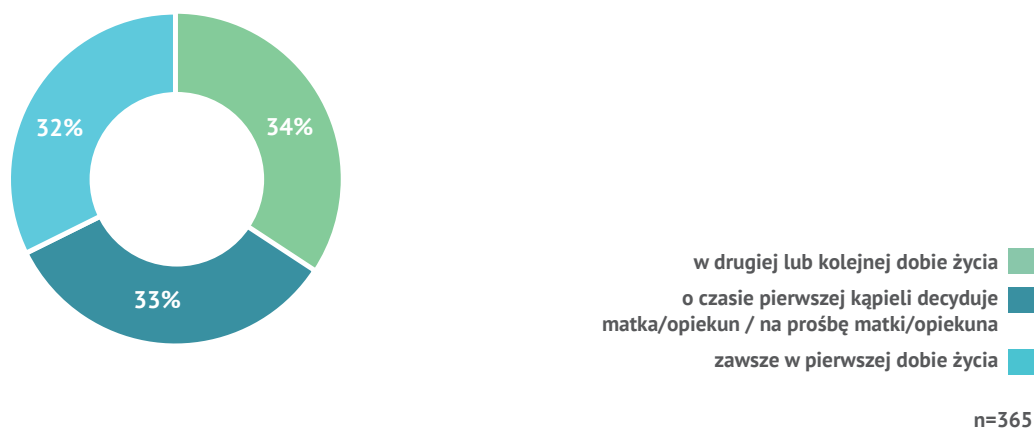 32%
34%
33%
w drugiej lub kolejnej dobie życia
o czasie pierwszej kąpieli decyduje
matka/opiekun / na prośbę matki/opiekuna
zawsze w pierwszej dobie życia
n=365